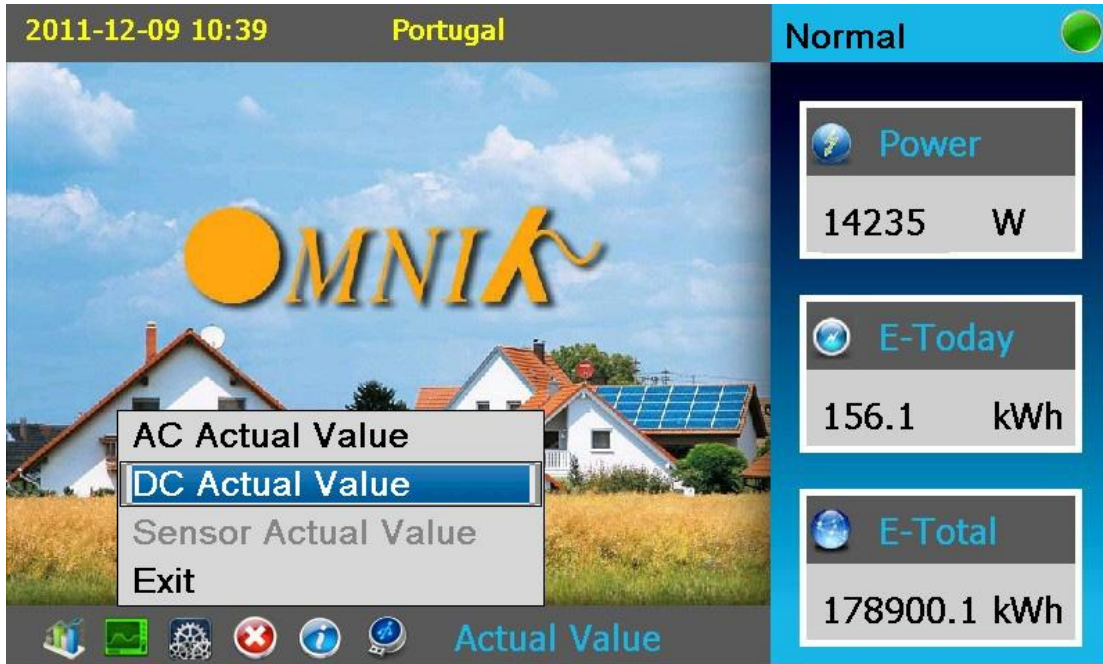 2011-12-09 10:39 Portugal
Normal
OMNIK
Power
14235 W
E-Today
156.1 kWh
E-Total
178900.1 kWh
AC Actual Value
DC Actual Value
Sensor Actual Value
Exit
Actual Value